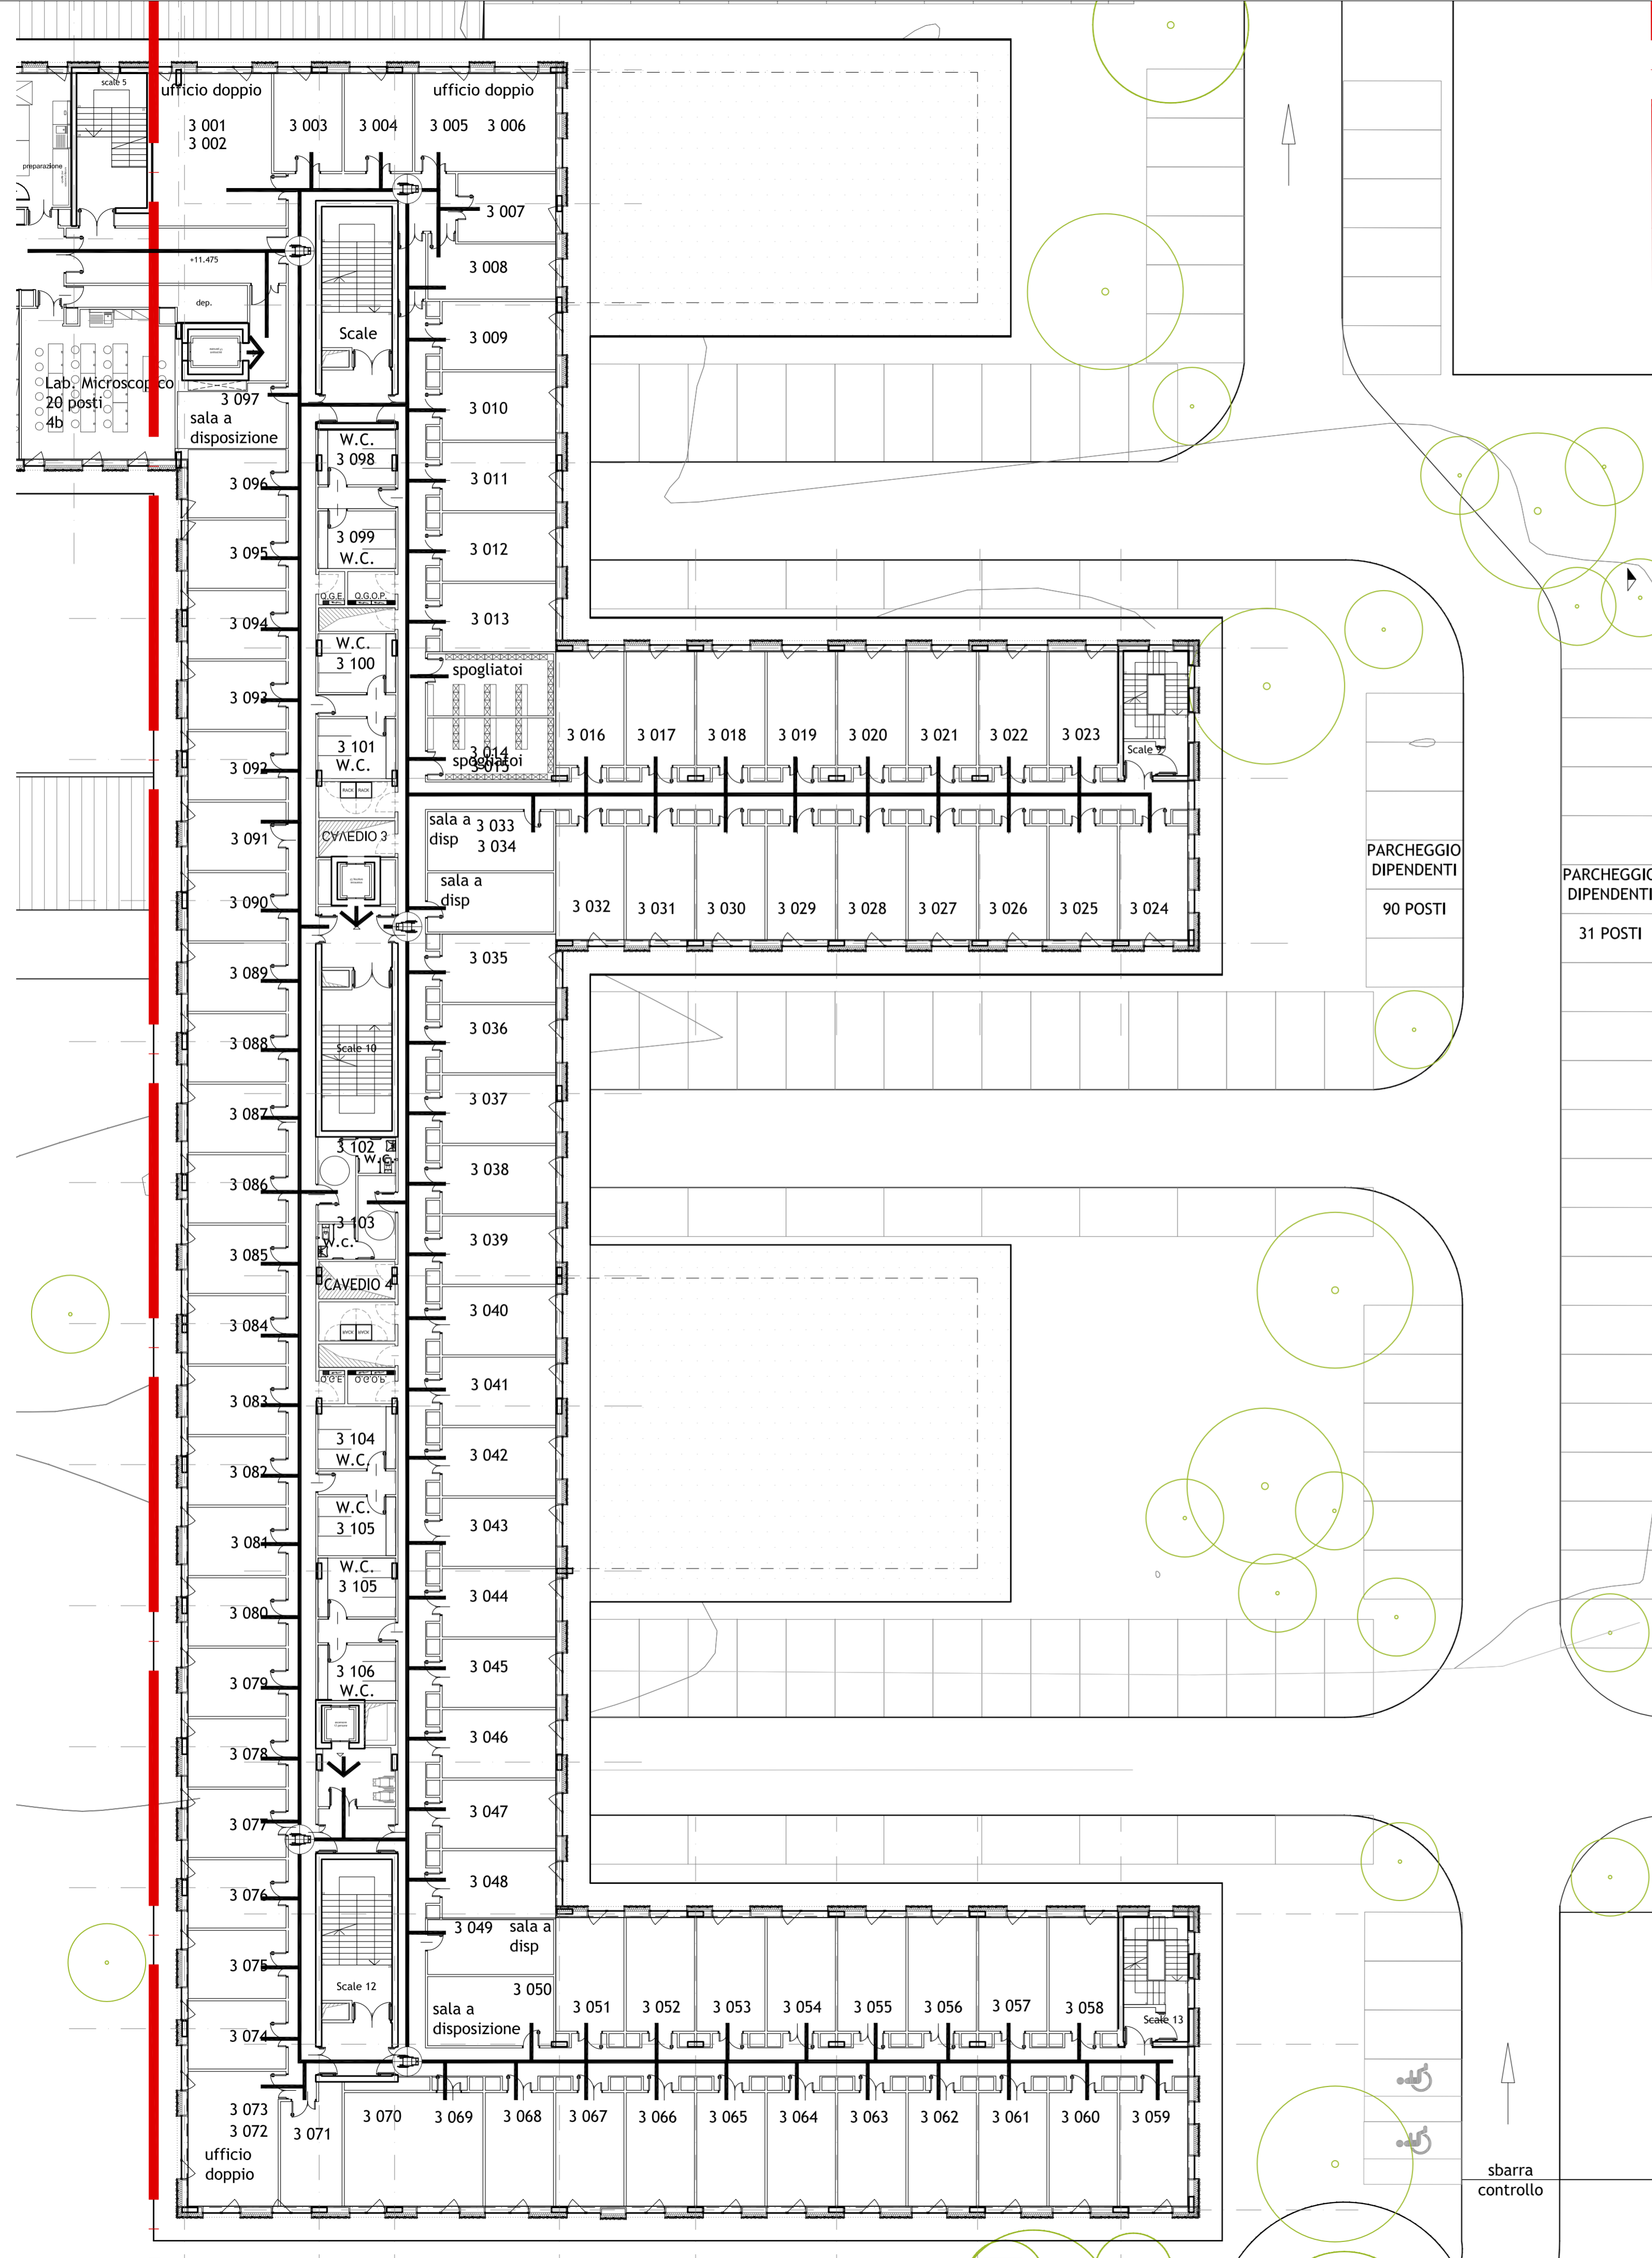 scale 5
ufficio doppio
ufficio doppio
3 001
3 002
3 003
3 004
3 005
3 006
preparazione
3 007
+11.475
3 008
dep.
Scale
3 009
Lab. Microscopico
20 posti
4b
3 097
sala a
disposizione
3 010
W.C.
3 098
3 096
3 011
3 099
W.C.
3 095
3 012
Q.G.E.
Q.G.O.P.
3 094
3 013
W.C.
3 100
spogliatoi
3 093
3 101
W.C.
3 014
spogliatoi
3 015
3 092
3 016
3 017
3 018
3 019
3 020
3 021
3 022
3 023
Scale 9
RACK
RACK
3 091
CAVEDIO 3
sala a
disp
3 033
3 034
PARCHEGGIO
DIPENDENTI
90 POSTI
PARCHEGGIO
DIPENDENTI
31 POSTI
sala a
disp
3 090
3 032
3 031
3 030
3 029
3 028
3 027
3 026
3 025
3 024
3 035
3 089
3 036
3 088
Scale 10
3 037
3 087
3 102
W.C.
3 038
3 086
3 103
W.C.
3 039
3 085
CAVEDIO 4
3 040
3 084
RACK
RACK
Q.G.E.
Q.G.O.P.
3 041
3 083
3 104
W.C.
3 042
3 082
W.C.
3 105
3 043
3 081
W.C.
3 105
3 044
3 080
3 106
W.C.
3 045
3 079
3 046
3 078
3 047
3 077
3 048
3 076
3 049
sala a
disp
3 075
Scale 12
3 050
sala a
disposizione
3 051
3 052
3 053
3 054
3 055
3 056
3 057
3 058
Scale 13
3 074
3 073
3 072
ufficio
doppio
3 071
3 070
3 069
3 068
3 067
3 066
3 065
3 064
3 063
3 062
3 061
3 060
3 059
sbarra
controllo